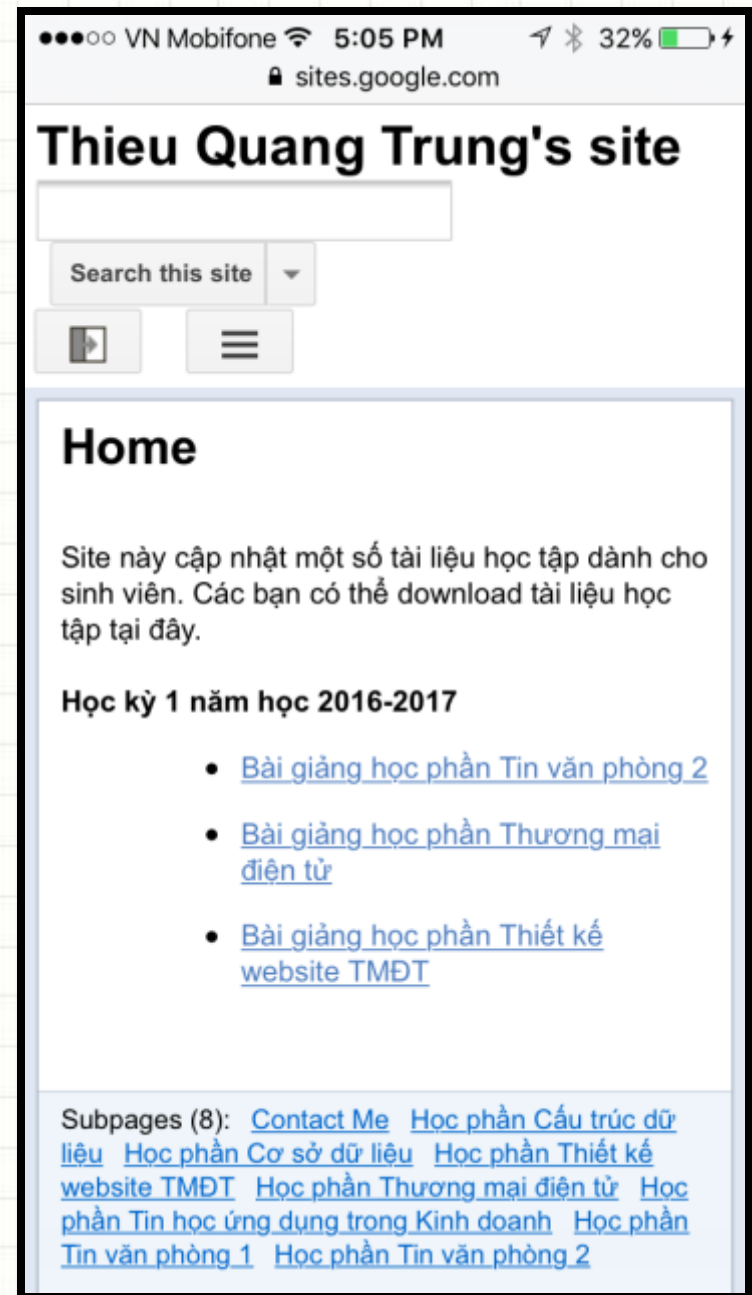 VN Mobifone 5:05 PM 32%
sites.google.com
Thieu Quang Trung's site
Search this site
Home
Site này cập nhật một số tài liệu học tập dành cho
sinh viên. Các bạn có thể download tài liệu học
tập tại đây.
Học kỳ 1 năm học 2016-2017
• Bài giảng học phần Tin văn phòng 2
• Bài giảng học phần Thương mại
điện tử
• Bài giảng học phần Thiết kế
website TMĐT
Subpages (8): Contact Me Học phần Cấu trúc dữ
liệu Học phần Cơ sở dữ liệu Học phần Thiết kế
website TMĐT Học phần Thương mại điện tử Học
phần Tin học ứng dụng trong Kinh doanh Học phần
Tin văn phòng 1 Học phần Tin văn phòng 2